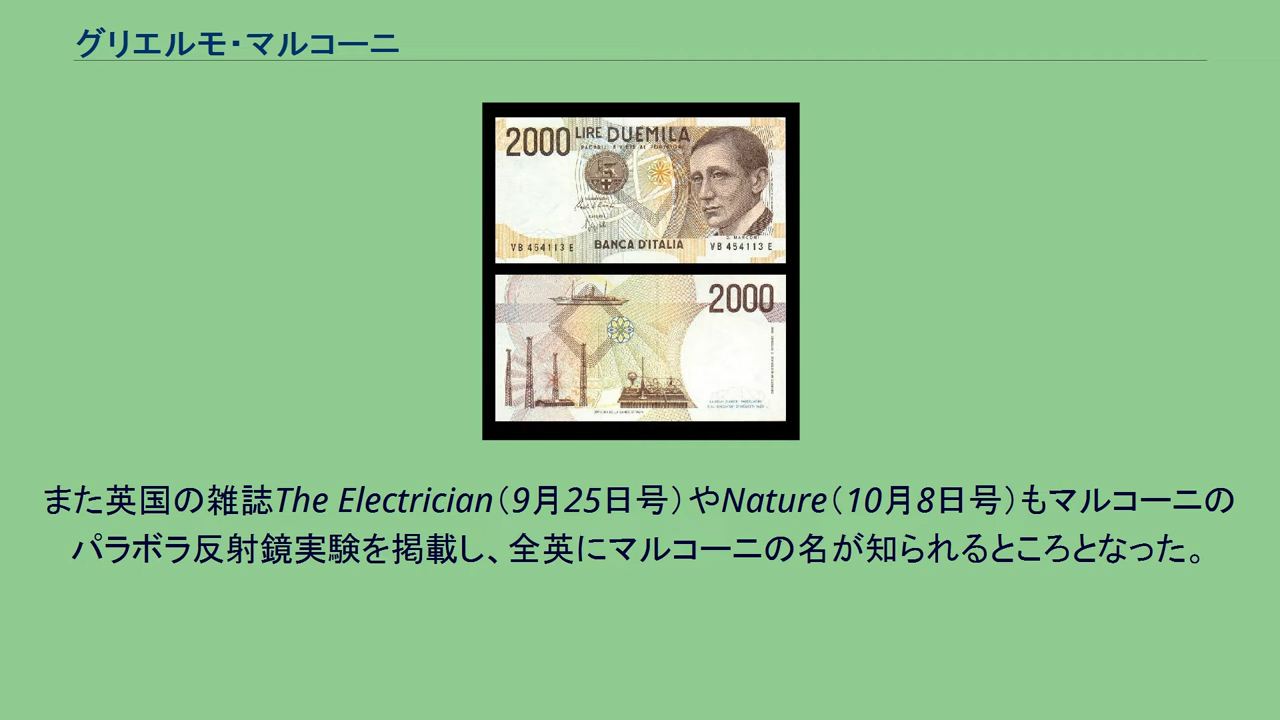 グリエルモ・マルコーニ
2000 LIRE DUEMILA
BANCA D'ITALIA
VB 454113 E
VB 454113 E
2000
また英国の雑誌The Electrician（9月25日号）やNature（10月8日号）もマルコーニの
パラボラ反射鏡実験を掲載し、全英にマルコーニの名が知られるところとなった。